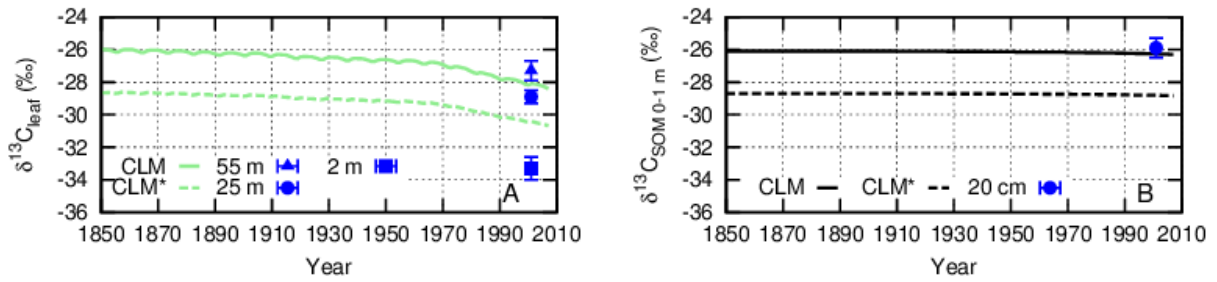 -24
-26
-28
-30
-32
-34
-36
δ¹³C_leaf (‰)
CLM 55 m 2 m
CLM* 25 m
A
1850 1870 1890 1910 1930 1950 1970 1990 2010
Year
-24
-26
-28
-30
-32
-34
-36
δ¹³C_SOM 0-1 m (‰)
CLM CLM* 20 cm
B
1850 1870 1890 1910 1930 1950 1970 1990 2010
Year